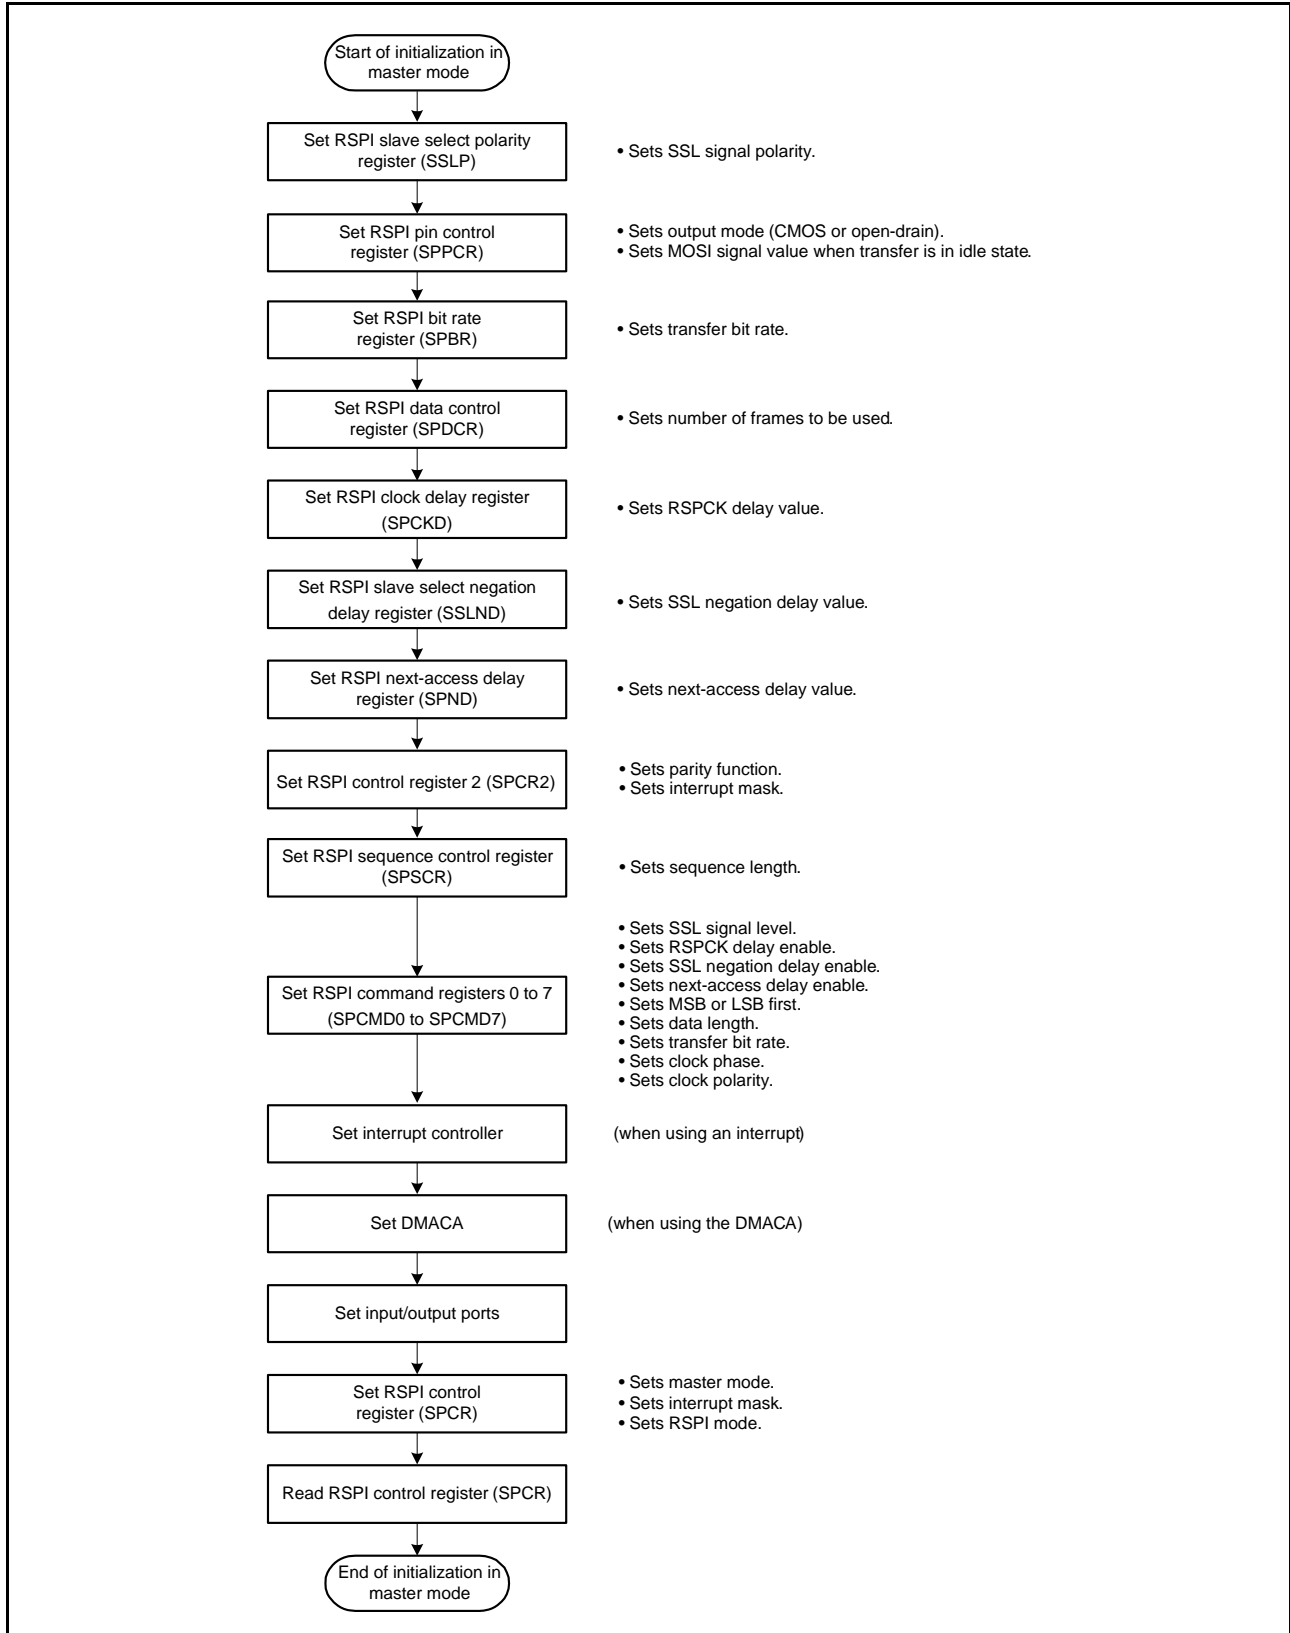 Start of initialization in
master mode
Set RSPI slave select polarity
register (SSLP)
• Sets SSL signal polarity.
Set RSPI pin control
register (SPPCR)
• Sets output mode (CMOS or open-drain).
• Sets MOSI signal value when transfer is in idle state.
Set RSPI bit rate
register (SPBR)
• Sets transfer bit rate.
Set RSPI data control
register (SPDCR)
• Sets number of frames to be used.
Set RSPI clock delay register
(SPCKD)
• Sets RSPCK delay value.
Set RSPI slave select negation
delay register (SSLND)
• Sets SSL negation delay value.
Set RSPI next-access delay
register (SPND)
• Sets next-access delay value.
Set RSPI control register 2 (SPCR2)
• Sets parity function.
• Sets interrupt mask.
Set RSPI sequence control register
(SPSCR)
• Sets sequence length.
Set RSPI command registers 0 to 7
(SPCMD0 to SPCMD7)
• Sets SSL signal level.
• Sets RSPCK delay enable.
• Sets SSL negation delay enable.
• Sets next-access delay enable.
• Sets MSB or LSB first.
• Sets data length.
• Sets transfer bit rate.
• Sets clock phase.
• Sets clock polarity.
Set interrupt controller
(when using an interrupt)
Set DMACA
(when using the DMACA)
Set input/output ports
Set RSPI control
register (SPCR)
• Sets master mode.
• Sets interrupt mask.
• Sets RSPI mode.
Read RSPI control register (SPCR)
End of initialization in
master mode